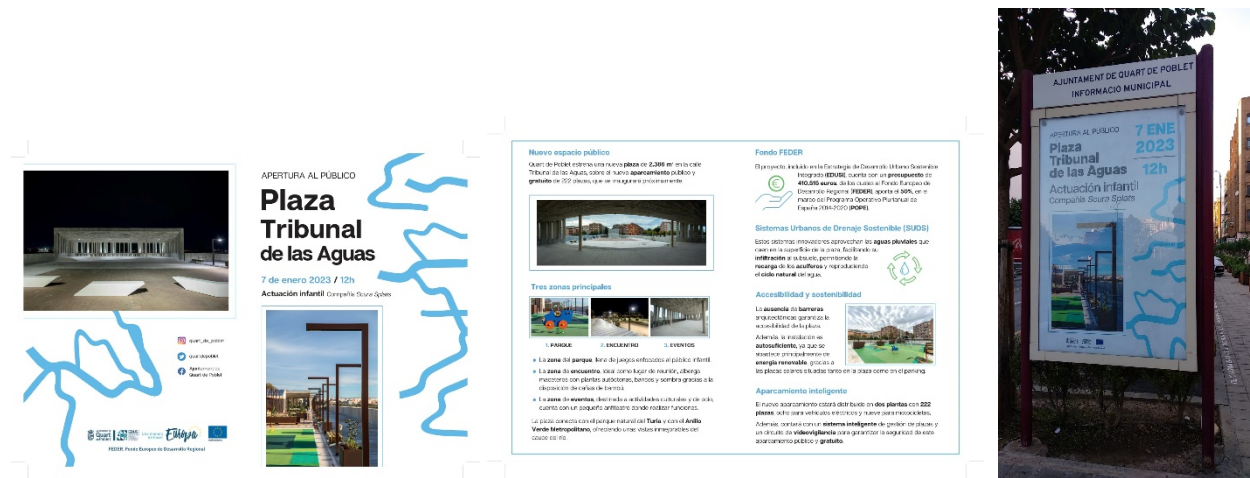 APERTURA AL PÚBLICO
Plaza
Tribunal
de las Aguas
7 de enero 2023 / 12h
Actuación infantil Compañía Scura Splats
quart_de_poblet
quartdepoblet
Ajuntament de
Quart de Poblet
Europa
FEDER. Fondo Europeo de Desarrollo Regional
Nuevo espacio público
Quart de Poblet estrena una nueva plaza de 2.386 m² en la calle
Tribunal de las Aguas, sobre el nuevo aparcamiento público y
gratuito de 222 plazas, que se inaugurará próximamente.
Tres zonas principales
1. PARQUE
2. ENCUENTRO
3. EVENTOS
La zona del parque, llena de juegos enfocados al público infantil.
La zona de encuentro, ideal como lugar de reunión, alberga
maceteros con plantas autóctonas, bancos y sombra gracias a la
disposición de cañas de bambú.
La zona de eventos, destinada a actividades culturales y de ocio,
cuenta con un pequeño anfiteatro donde realizar funciones.
La plaza conecta con el parque natural del Turia y con el Anillo
Verde Metropolitano, ofreciendo unas vistas inmejorables del
cauce del río.
Fondo FEDER
El proyecto, incluido en la Estrategia de Desarrollo Urbano Sostenible
Integrada (EDUSI), cuenta con un presupuesto de
410.515 euros, de los cuales el Fondo Europeo de
Desarrollo Regional (FEDER) aporta el 50%, en el
marco del Programa Operativo Plurianual de
España 2014-2020 (POPE).
Sistemas Urbanos de Drenaje Sostenible (SUDS)
Estos sistemas innovadores aprovechan las aguas pluviales que
caen en la superficie de la plaza, facilitando su
infiltración al subsuelo, permitiendo la
recarga de los acuíferos y reproduciendo
el ciclo natural del agua.
Accesibilidad y sostenibilidad
La ausencia de barreras
arquitectónicas garantiza la
accesibilidad de la plaza.
Además, la instalación es
autosuficiente, ya que se
abastece principalmente de
energía renovable, gracias a
las placas solares situadas tanto en la plaza como en el parking.
Aparcamiento inteligente
El nuevo aparcamiento estará distribuido en dos plantas con 222
plazas, ocho para vehículos eléctricos y nueve para motocicletas.
Además, contará con un sistema inteligente de gestión de plazas y
un circuito de videovigilancia para garantizar la seguridad de este
aparcamiento público y gratuito.
AJUNTAMENT DE QUART DE POBLET
INFORMACIÓ MUNICIPAL
APERTURA AL PÚBLICO
7 ENE
2023
12h
Plaza
Tribunal
de las Aguas
Actuación infantil
Compañía Scura Splats